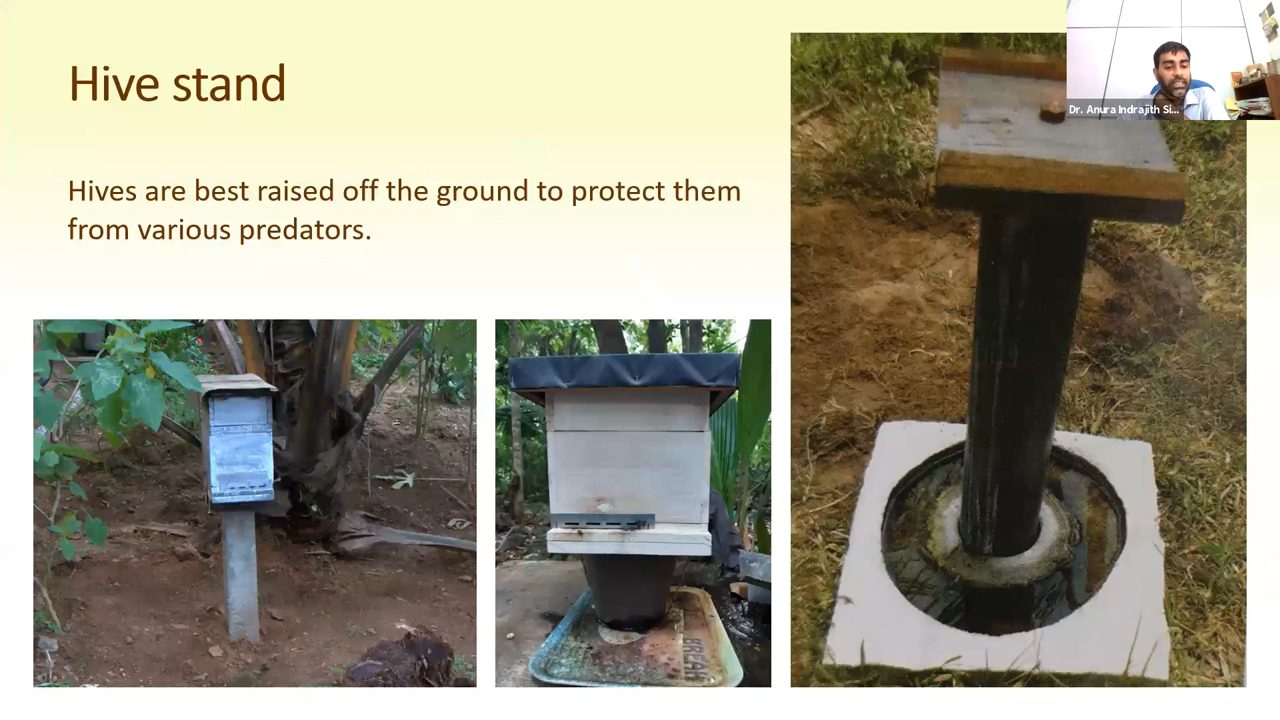 Hive stand
Dr. Anura Indrajith Si...
Hives are best raised off the ground to protect them
from various predators.